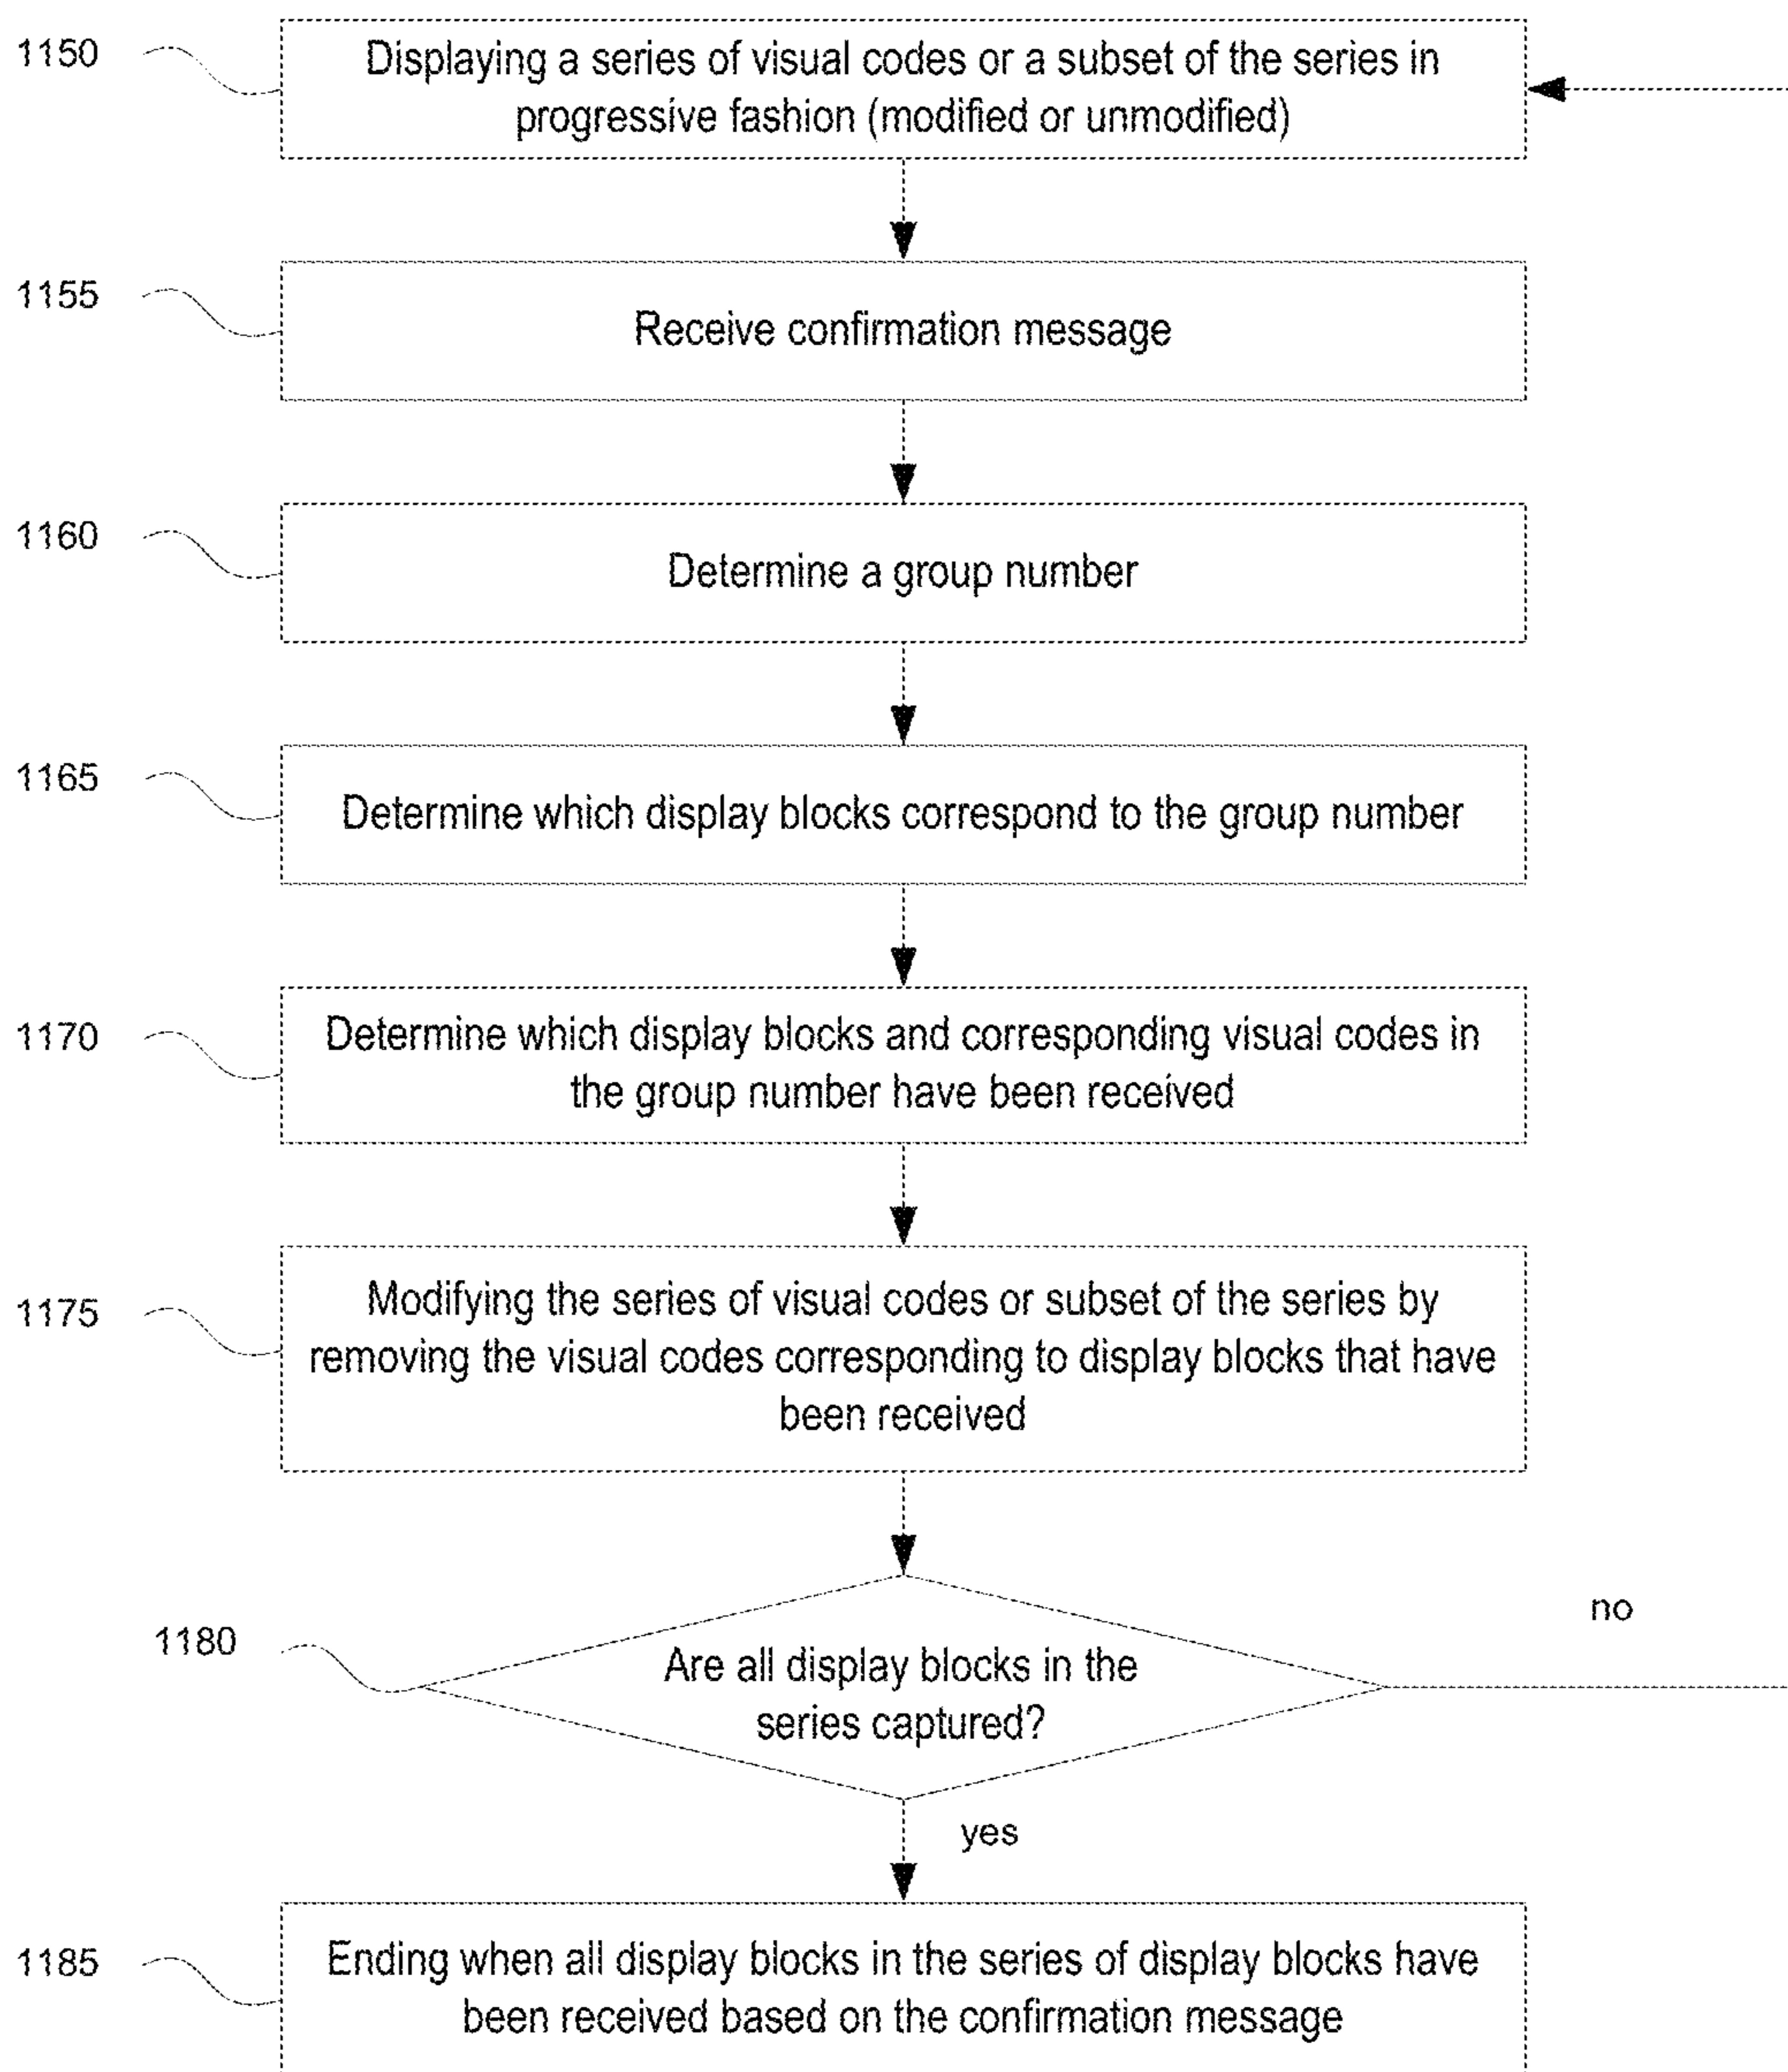 1150
Displaying a series of visual codes or a subset of the series in
progressive fashion (modified or unmodified)
1155
Receive confirmation message
1160
Determine a group number
1165
Determine which display blocks correspond to the group number
1170
Determine which display blocks and corresponding visual codes in
the group number have been received
1175
Modifying the series of visual codes or subset of the series by
removing the visual codes corresponding to display blocks that have
been received
1180
Are all display blocks in the
series captured?
no
yes
1185
Ending when all display blocks in the series of display blocks have
been received based on the confirmation message